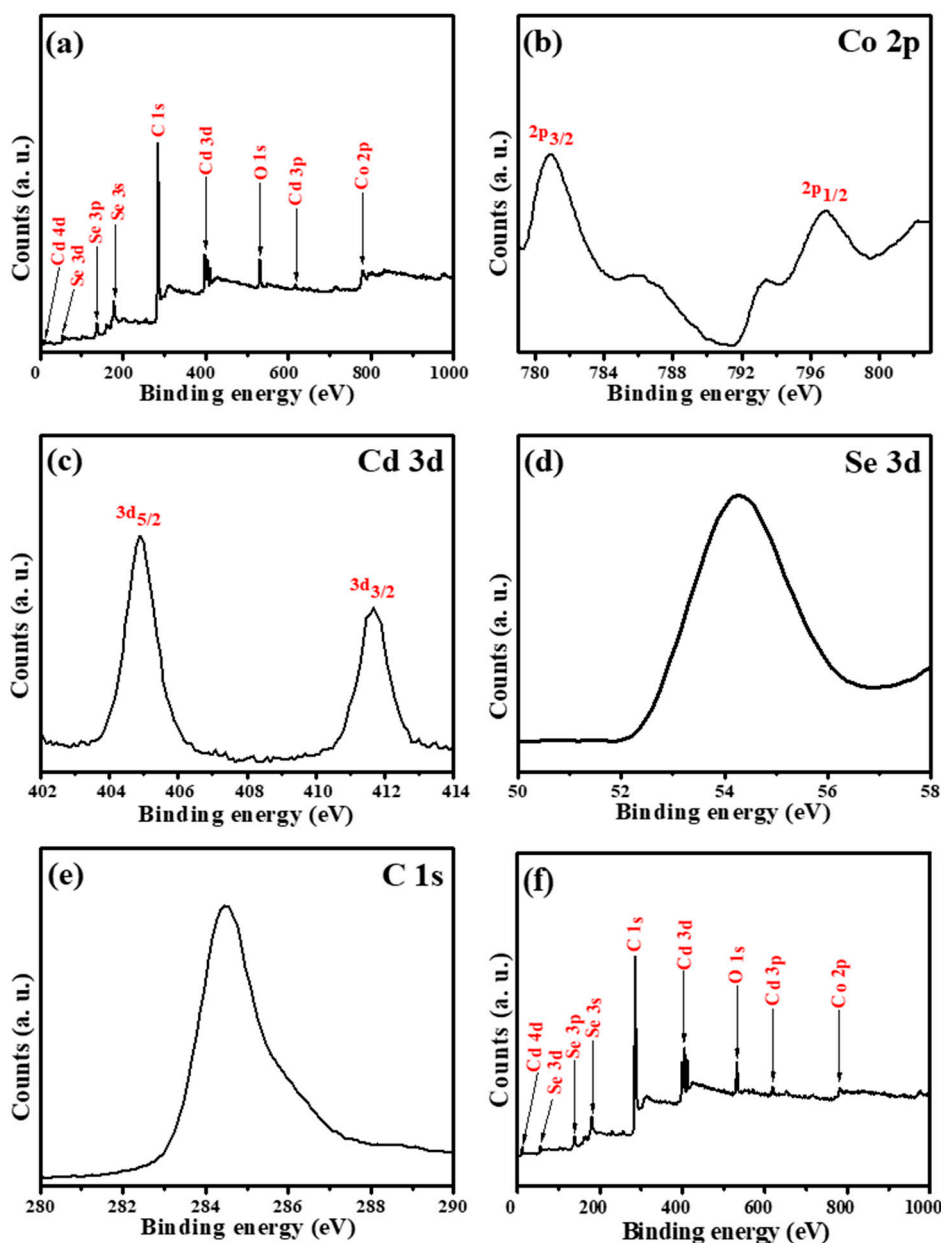 (a)
C 1s
Cd 3d
O 1s
Cd 3p
Co 2p
Se 3s
Se 3p
Cd 4d
Se 3d
Counts (a. u.)
0 200 400 600 800 1000
Binding energy (eV)
(b) Co 2p
2p3/2
2p1/2
Counts (a. u.)
780 784 788 792 796 800
Binding energy (eV)
(c) Cd 3d
3d5/2
3d3/2
Counts (a. u.)
402 404 406 408 410 412 414
Binding energy (eV)
(d) Se 3d
Counts (a. u.)
50 52 54 56 58
Binding energy (eV)
(e) C 1s
Counts (a. u.)
280 282 284 286 288 290
Binding energy (eV)
(f)
C 1s
Cd 3d
O 1s
Cd 3p
Co 2p
Se 3s
Se 3p
Cd 4d
Se 3d
Counts (a. u.)
0 200 400 600 800 1000
Binding energy (eV)